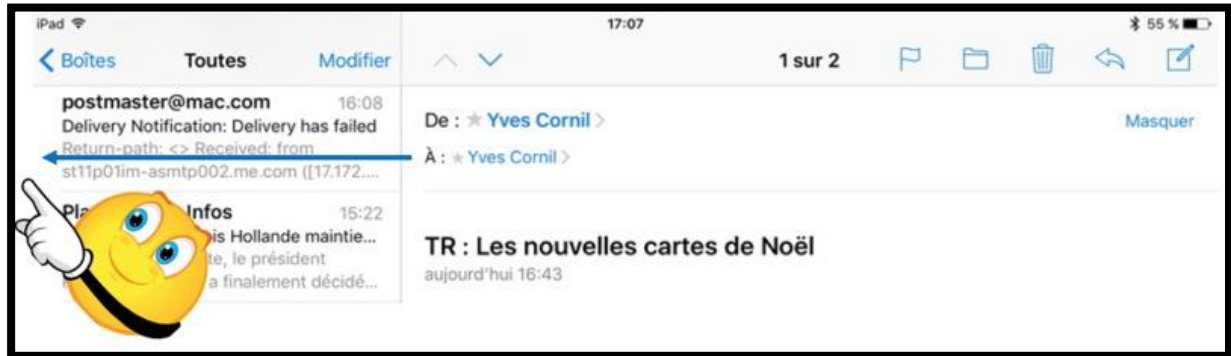 iPad 17:07 55 %
Boîtes Toutes Modifier 1 sur 2
postmaster@mac.com 16:08
Delivery Notification: Delivery has failed
Return-path: <> Received: from
st11p01im-asmtp002.me.com ([17.172....
Infos 15:22
Hollande maintie...
le président
a finalement décidé...
De : Yves Cornil
Masquer
À : Yves Cornil
TR : Les nouvelles cartes de Noël
aujourd'hui 16:43